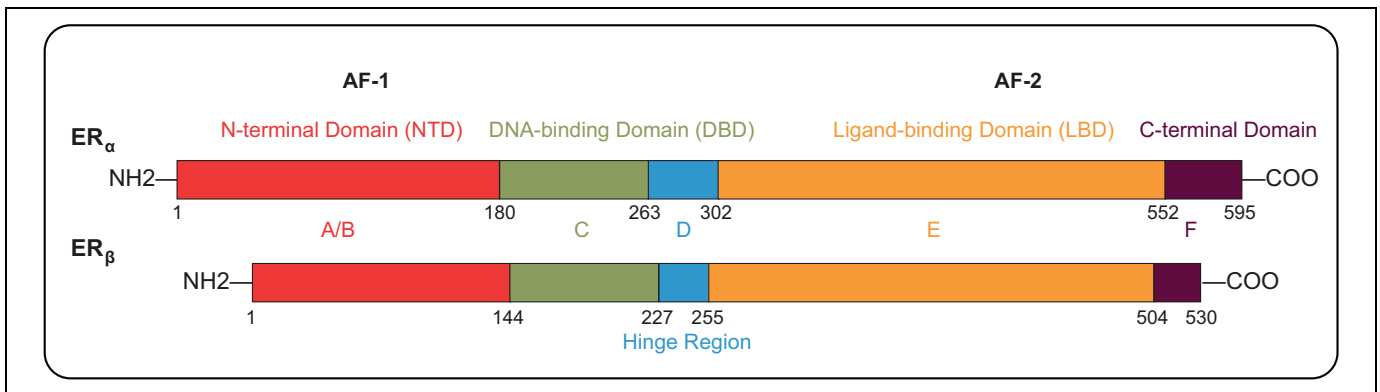 AF-1 AF-2
N-terminal Domain (NTD) DNA-binding Domain (DBD) Ligand-binding Domain (LBD) C-terminal Domain
ERα
NH2 COO
1 180 263 302 552 595
A/B C D E F
ERβ
NH2 COO
1 144 227 255 504 530
Hinge Region